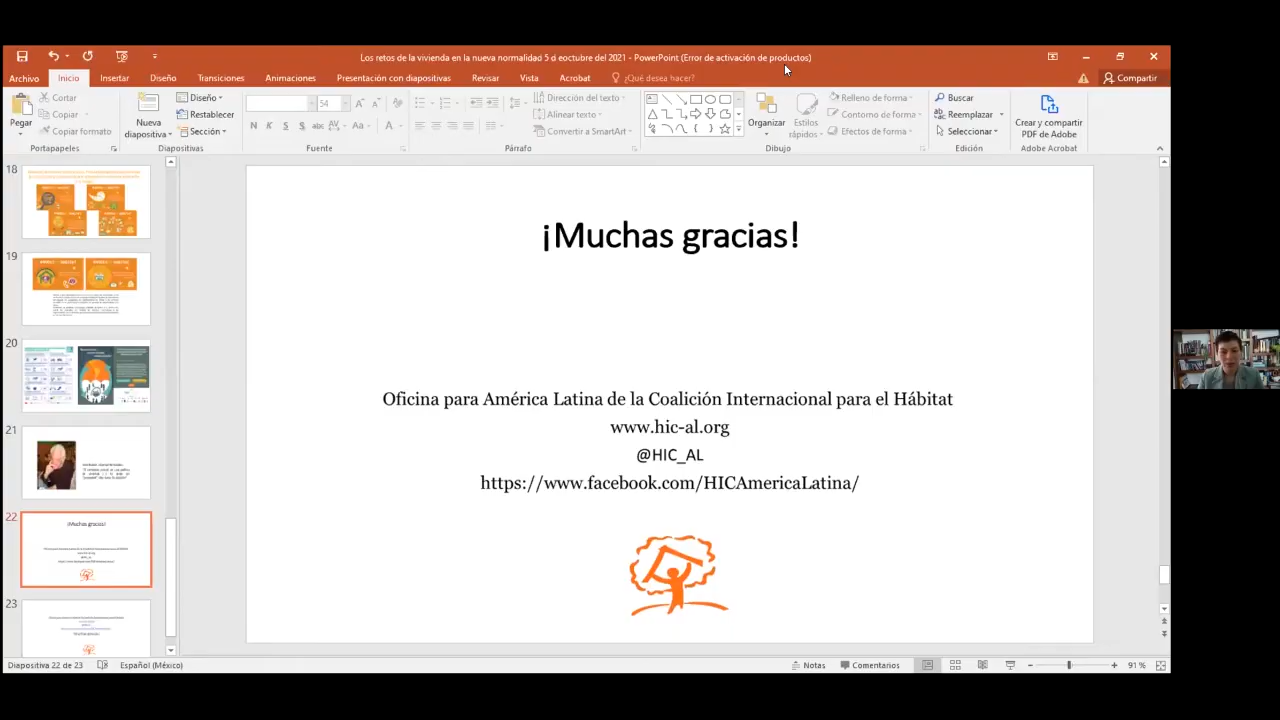 Los retos de la vivienda en la nueva normalidad 5 d eoctubre del 2021 - PowerPoint (Error de activación de productos)
Archivo
Inicio
Insertar
Diseño
Transiciones
Animaciones
Presentación con diapositivas
Revisar
Vista
Acrobat
¿Qué desea hacer?
Compartir
Pegar
Cortar
Copiar
Copiar formato
Portapapeles
Nueva
diapositiva
Diseño
Restablecer
Sección
Diapositivas
54
N K S S abc AV Aa A
Fuente
Dirección del texto
Alinear texto
Convertir a SmartArt
Párrafo
Organizar
Estilos
rápidos
Relleno de forma
Contorno de forma
Efectos de forma
Dibujo
Buscar
Reemplazar
Seleccionar
Edición
Crear y compartir
PDF de Adobe
Adobe Acrobat
18
19
20
21
22
¡Muchas gracias!
23
¡Muchas gracias!
Oficina para América Latina de la Coalición Internacional para el Hábitat
www.hic-al.org
@HIC_AL
https://www.facebook.com/HICAmericaLatina/
Diapositiva 22 de 23
Español (México)
Notas
Comentarios
91 %